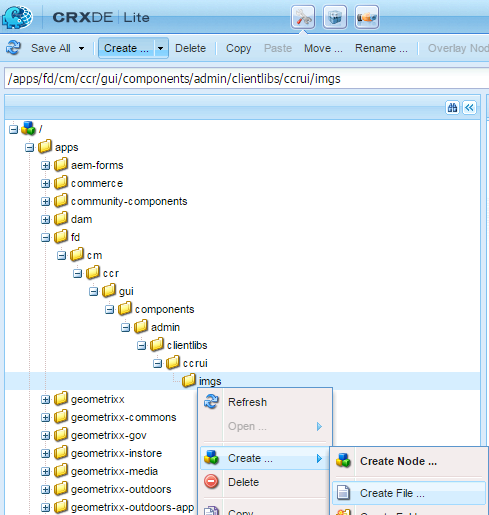 CRXDE | Lite
Save All Create ... Delete Copy Paste Move ... Rename ... Overlay Nod
/apps/fd/cm/ccr/gui/components/admin/clientlibs/ccrui/imgs
/
apps
aem-forms
commerce
community-components
dam
fd
cm
ccr
gui
components
admin
clientlibs
ccrui
imgs
geometrixx
geometrixx-commons
geometrixx-gov
geometrixx-instore
geometrixx-media
geometrixx-outdoors
geometrixx-outdoors-app
Refresh
Open ...
Create ...
Delete
Copy
Create Node ...
Create File ...